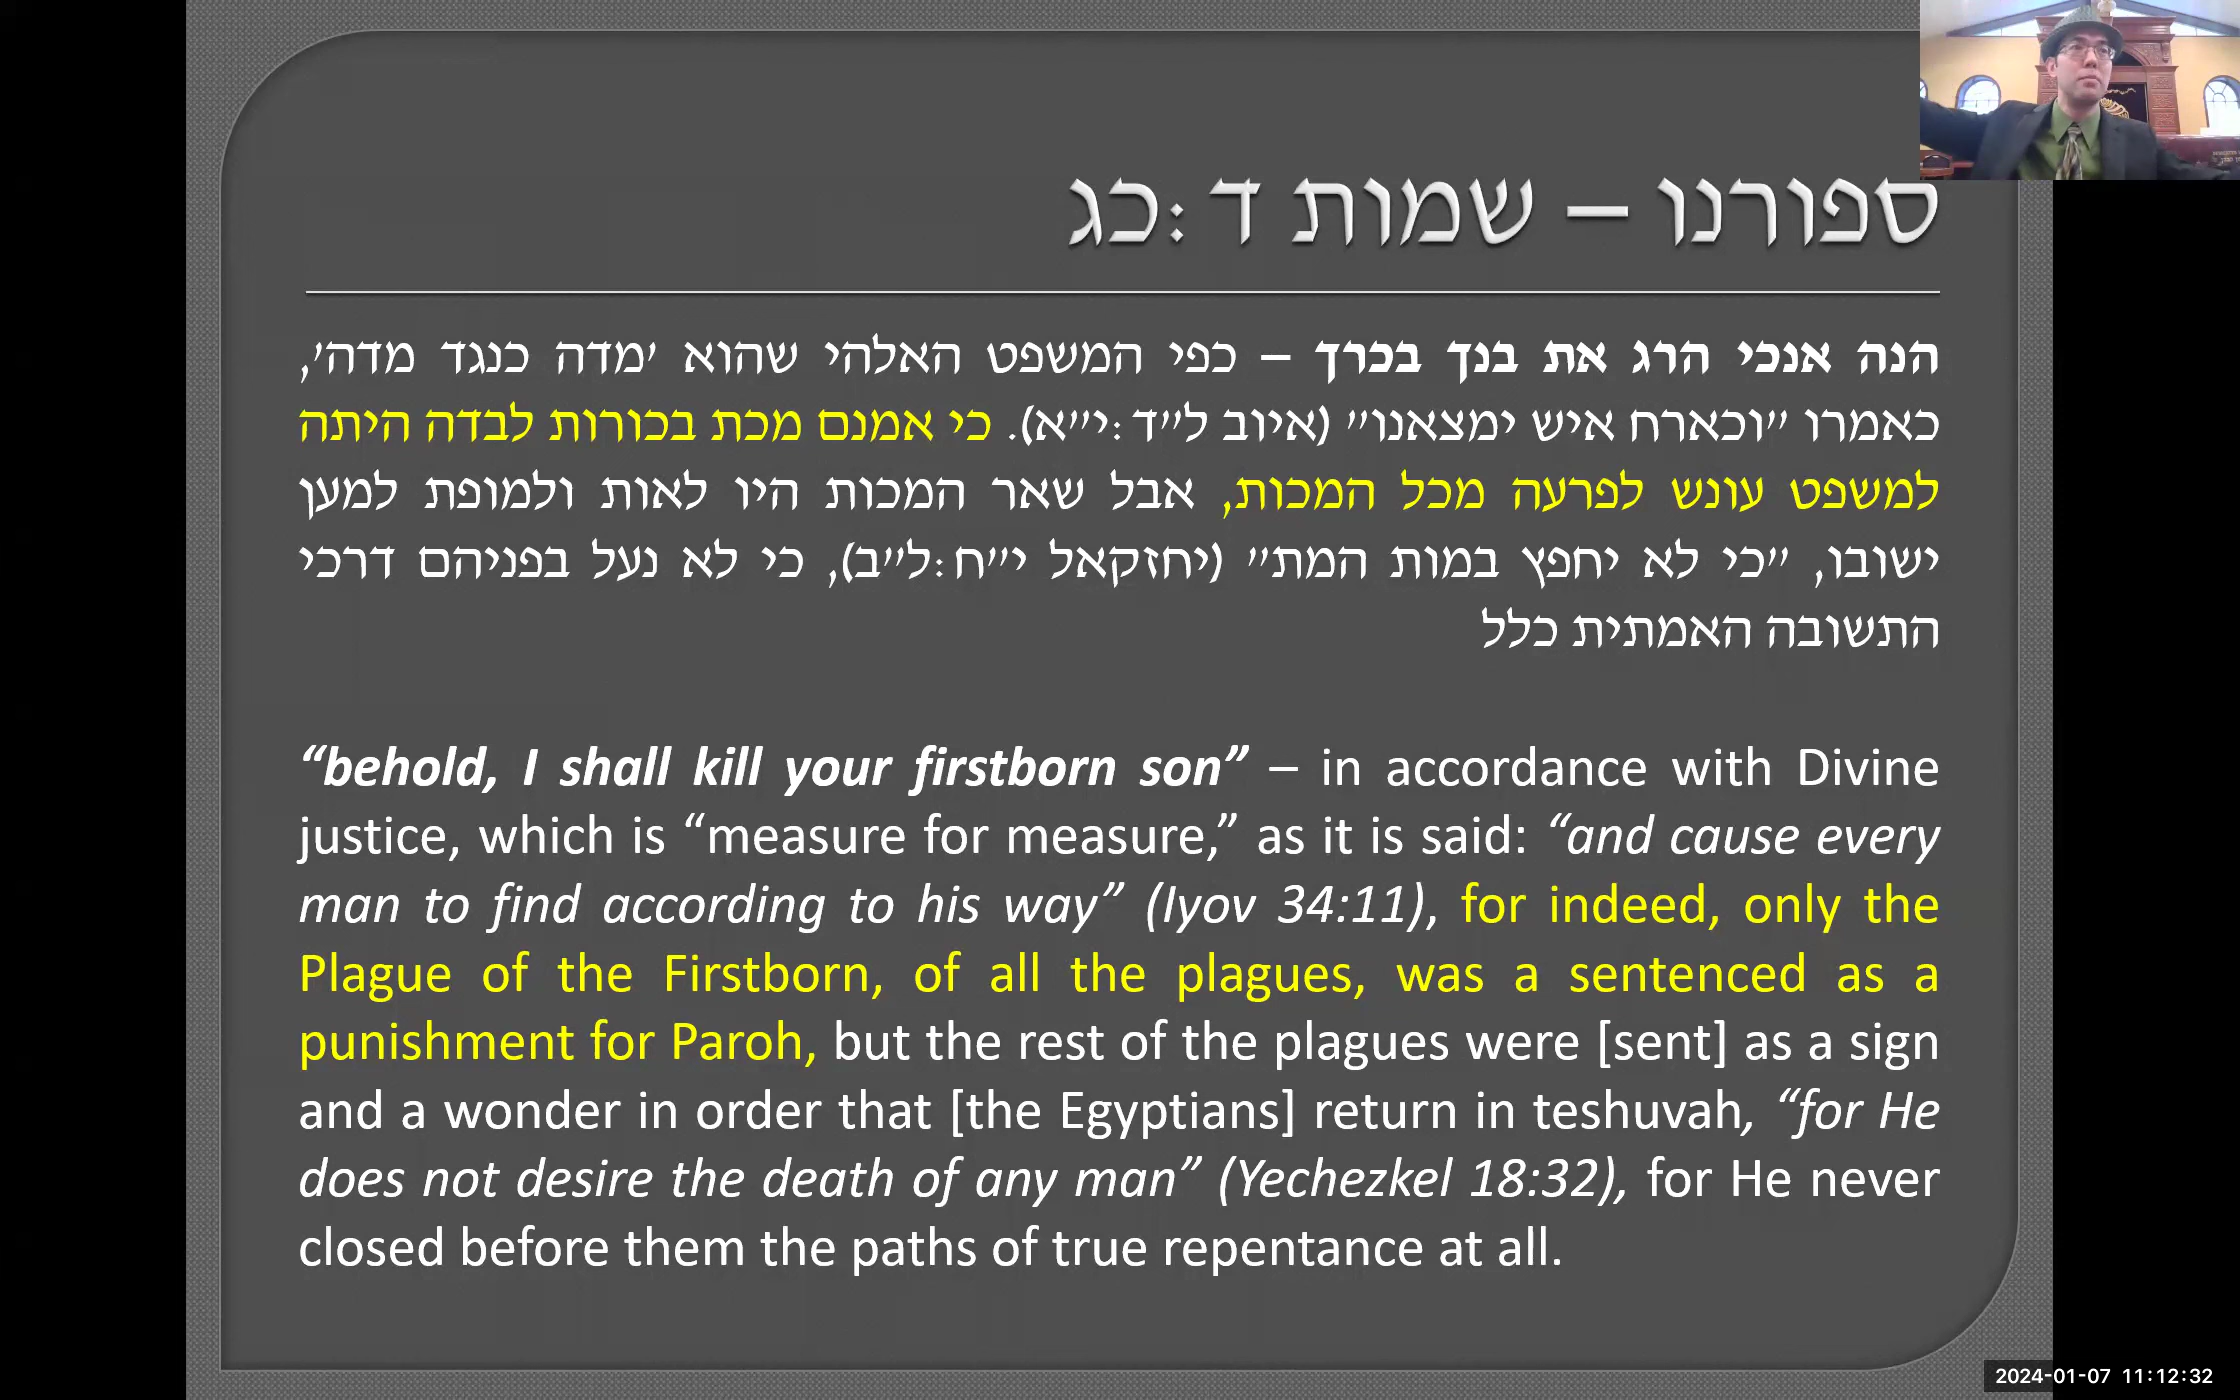 ספורנו – שמות ד:כג
הנה אנכי הרג את בנך בכרך – כפי המשפט האלהי שהוא 'מדה כנגד מדה',
כאמרו "וכארח איש ימצאנו" (איוב ל"ד:י"א). כי אמנם מכת בכורות לבדה היתה
למשפט עונש לפרעה מכל המכות, אבל שאר המכות היו לאות ולמופת למען
ישובו, "כי לא יחפץ במות המת" (יחזקאל י"ח:ל"ב), כי לא נעל בפניהם דרכי
התשובה האמתית כלל
“behold, I shall kill your firstborn son” – in accordance with Divine
justice, which is “measure for measure,” as it is said: “and cause every
man to find according to his way” (Iyov 34:11), for indeed, only the
Plague of the Firstborn, of all the plagues, was a sentenced as a
punishment for Paroh, but the rest of the plagues were [sent] as a sign
and a wonder in order that [the Egyptians] return in teshuvah, “for He
does not desire the death of any man” (Yechezkel 18:32), for He never
closed before them the paths of true repentance at all.
2024-01-07 11:12:32